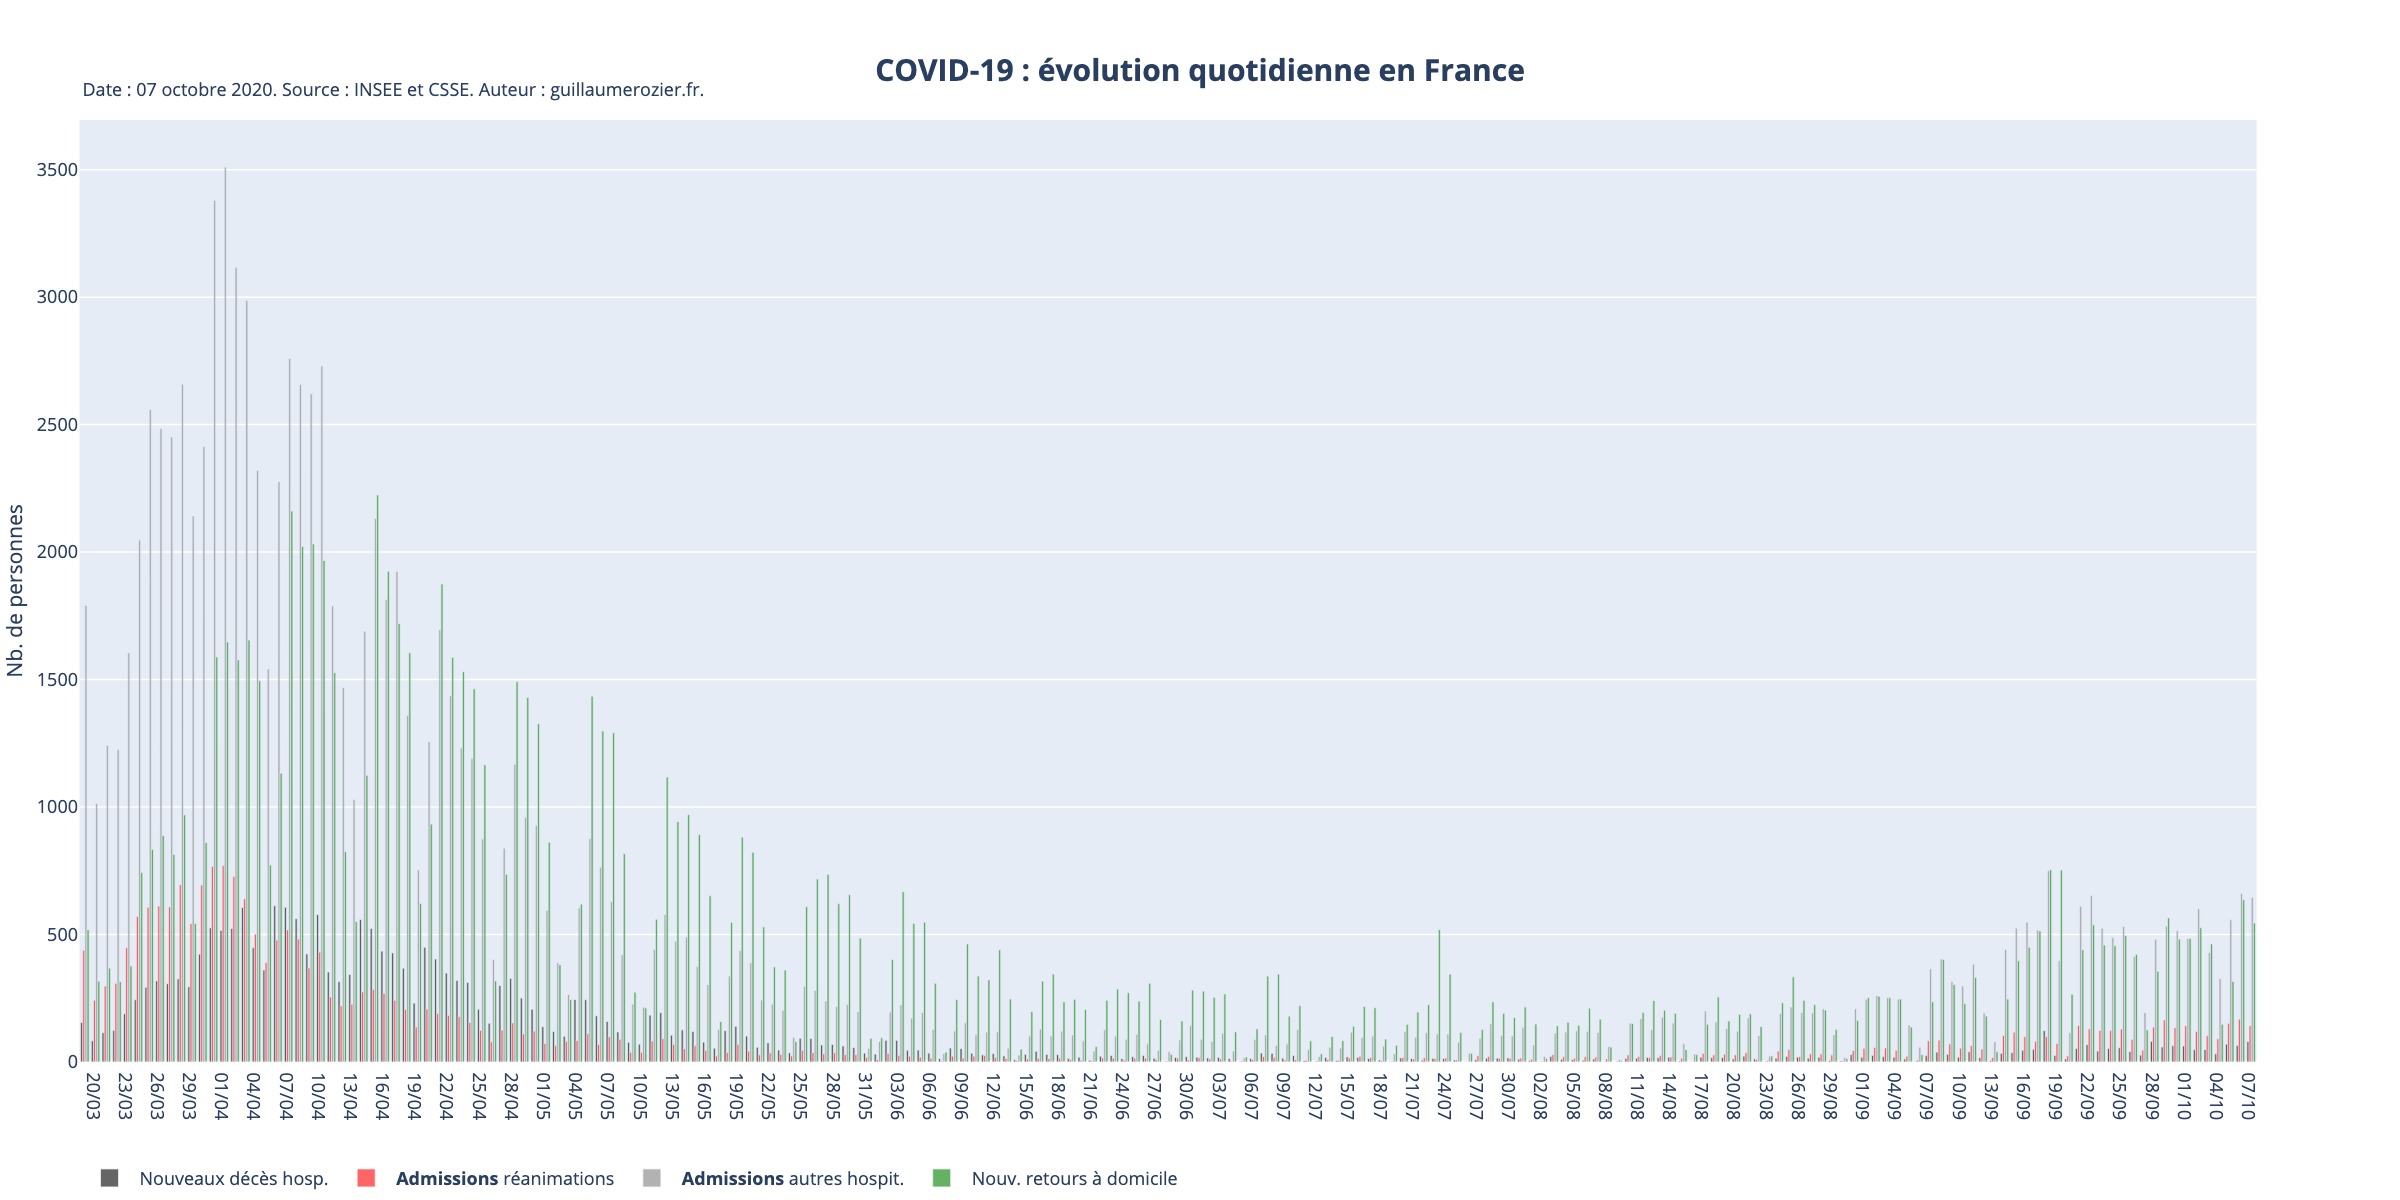 COVID-19 : évolution quotidienne en France
Date : 07 octobre 2020. Source : INSEE et CSSE. Auteur : guillaumerozier.fr.
Nb. de personnes
3500
3000
2500
2000
1500
1000
500
0
20/03 23/03 26/03 29/03 01/04 04/04 07/04 10/04 13/04 16/04 19/04 22/04 25/04 28/04 01/05 04/05 07/05 10/05 13/05 16/05 19/05 22/05 25/05 28/05 31/05 03/06 06/06 09/06 12/06 15/06 18/06 21/06 24/06 27/06 30/06 03/07 06/07 09/07 12/07 15/07 18/07 21/07 24/07 27/07 30/07 02/08 05/08 08/08 11/08 14/08 17/08 20/08 23/08 26/08 29/08 01/09 04/09 07/09 10/09 13/09 16/09 19/09 22/09 25/09 28/09 01/10 04/10 07/10
Nouveaux décès hosp. Admissions réanimations Admissions autres hospit. Nouv. retours à domicile